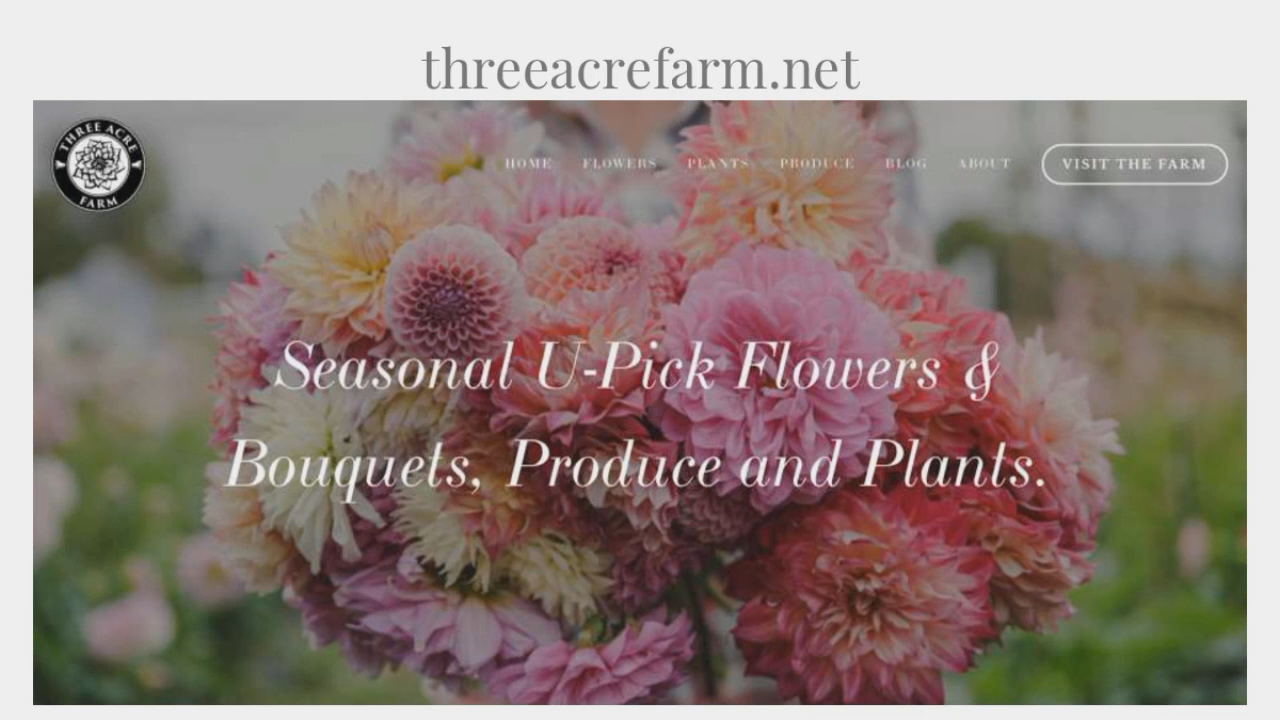 threeacrefarm.net
THREE ACRE
FARM
HOME FLOWERS PLANTS PRODUCE BLOG ABOUT VISIT THE FARM
Seasonal U-Pick Flowers &
Bouquets, Produce and Plants.